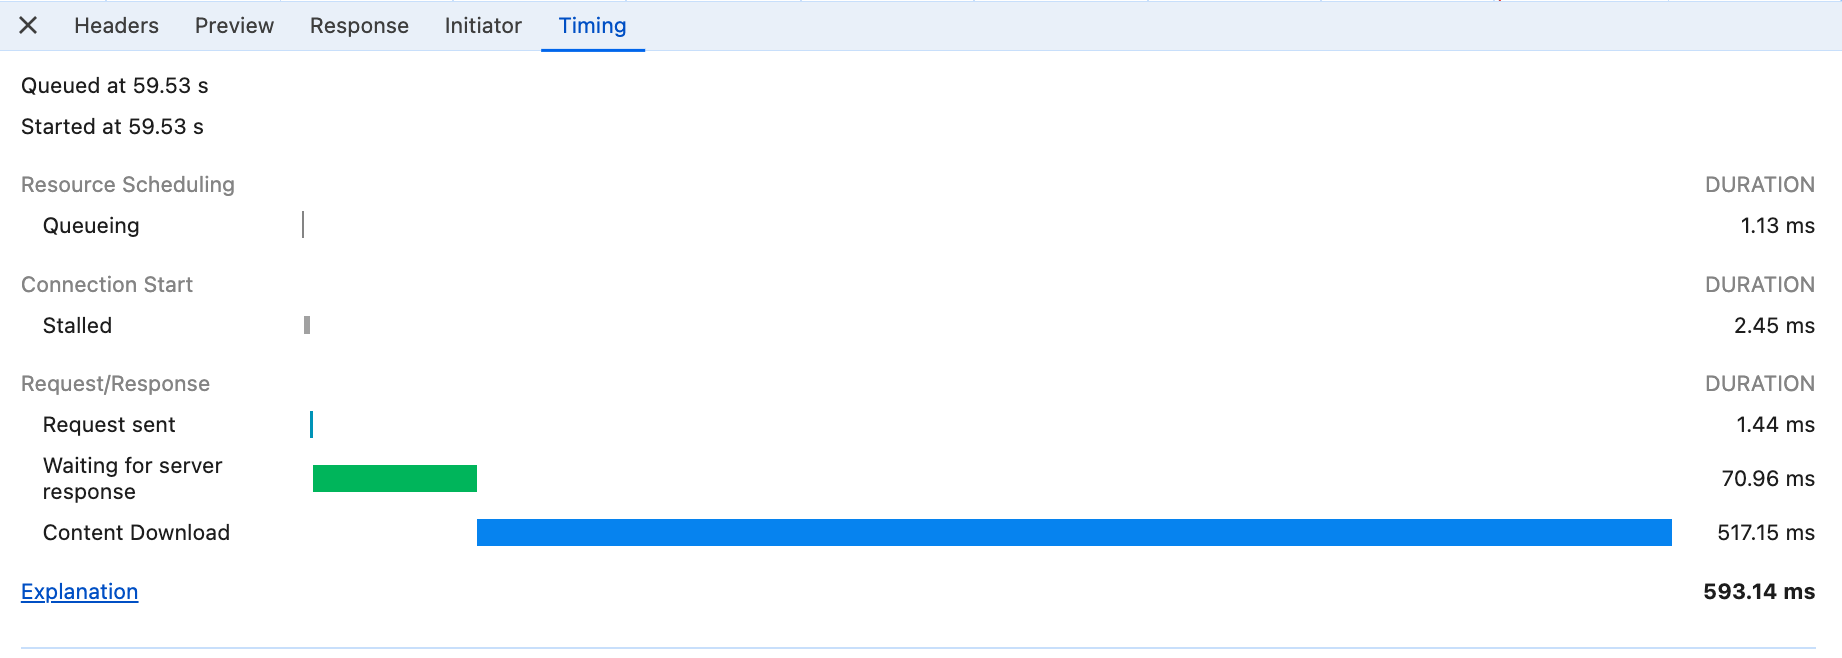 Headers Preview Response Initiator Timing
Queued at 59.53 s
Started at 59.53 s
Resource Scheduling DURATION
Queueing 1.13 ms
Connection Start DURATION
Stalled 2.45 ms
Request/Response DURATION
Request sent 1.44 ms
Waiting for server
response 70.96 ms
Content Download 517.15 ms
Explanation 593.14 ms